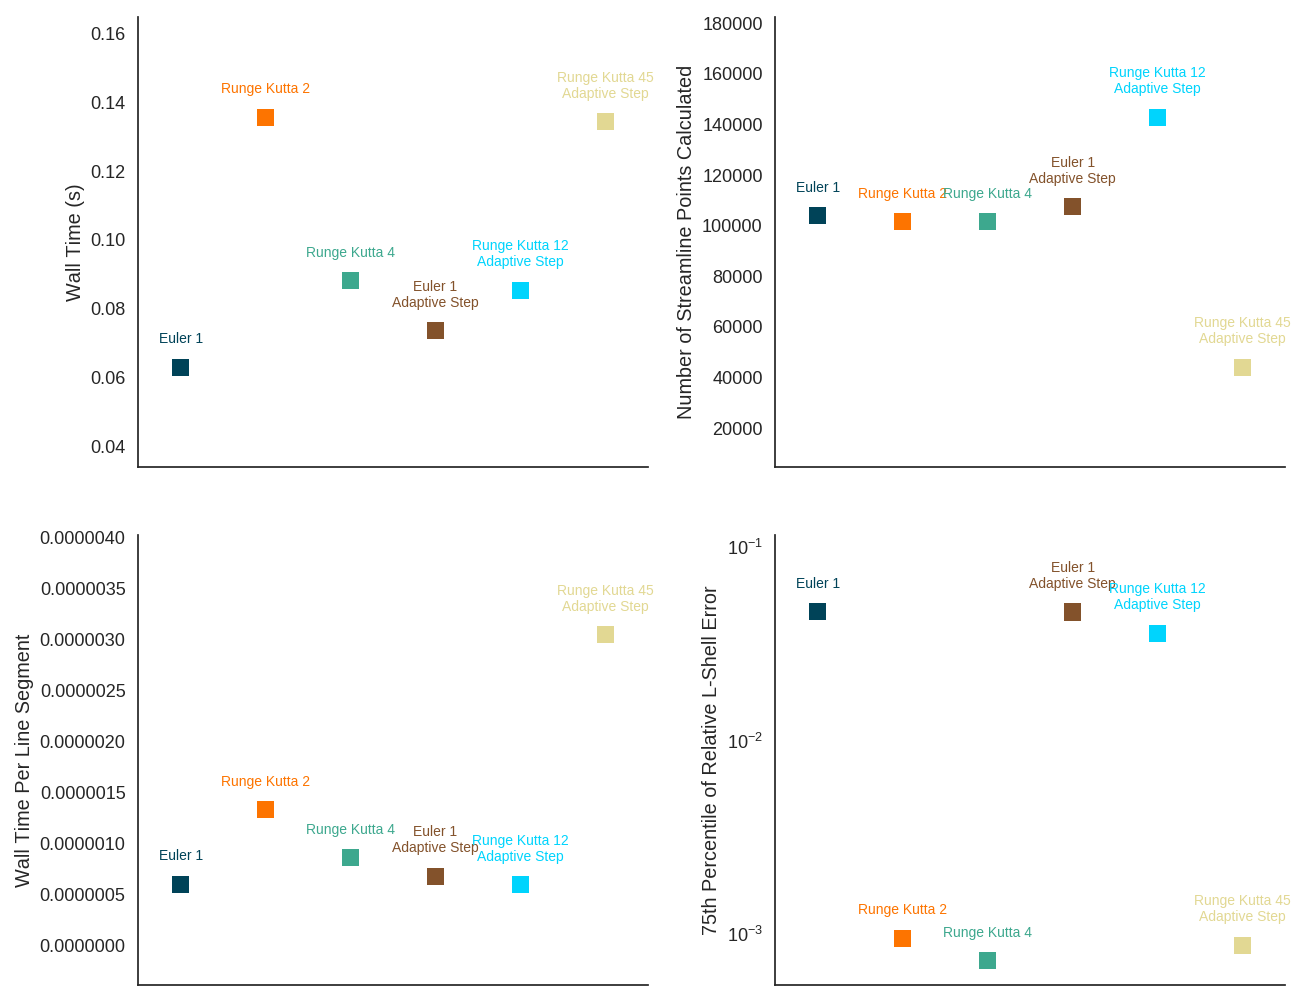 0.16
0.14
0.12
0.10
0.08
0.06
0.04
Wall Time (s)
Euler 1
Runge Kutta 2
Runge Kutta 4
Euler 1
Adaptive Step
Runge Kutta 12
Adaptive Step
Runge Kutta 45
Adaptive Step
180000
160000
140000
120000
100000
80000
60000
40000
20000
Number of Streamline Points Calculated
Euler 1
Runge Kutta 2
Runge Kutta 4
Euler 1
Adaptive Step
Runge Kutta 12
Adaptive Step
Runge Kutta 45
Adaptive Step
0.0000040
0.0000035
0.0000030
0.0000025
0.0000020
0.0000015
0.0000010
0.0000005
0.0000000
Wall Time Per Line Segment
Euler 1
Runge Kutta 2
Runge Kutta 4
Euler 1
Adaptive Step
Runge Kutta 12
Adaptive Step
Runge Kutta 45
Adaptive Step
10⁻¹
10⁻²
10⁻³
75th Percentile of Relative L-Shell Error
Euler 1
Runge Kutta 2
Runge Kutta 4
Euler 1
Adaptive Step
Runge Kutta 12
Adaptive Step
Runge Kutta 45
Adaptive Step